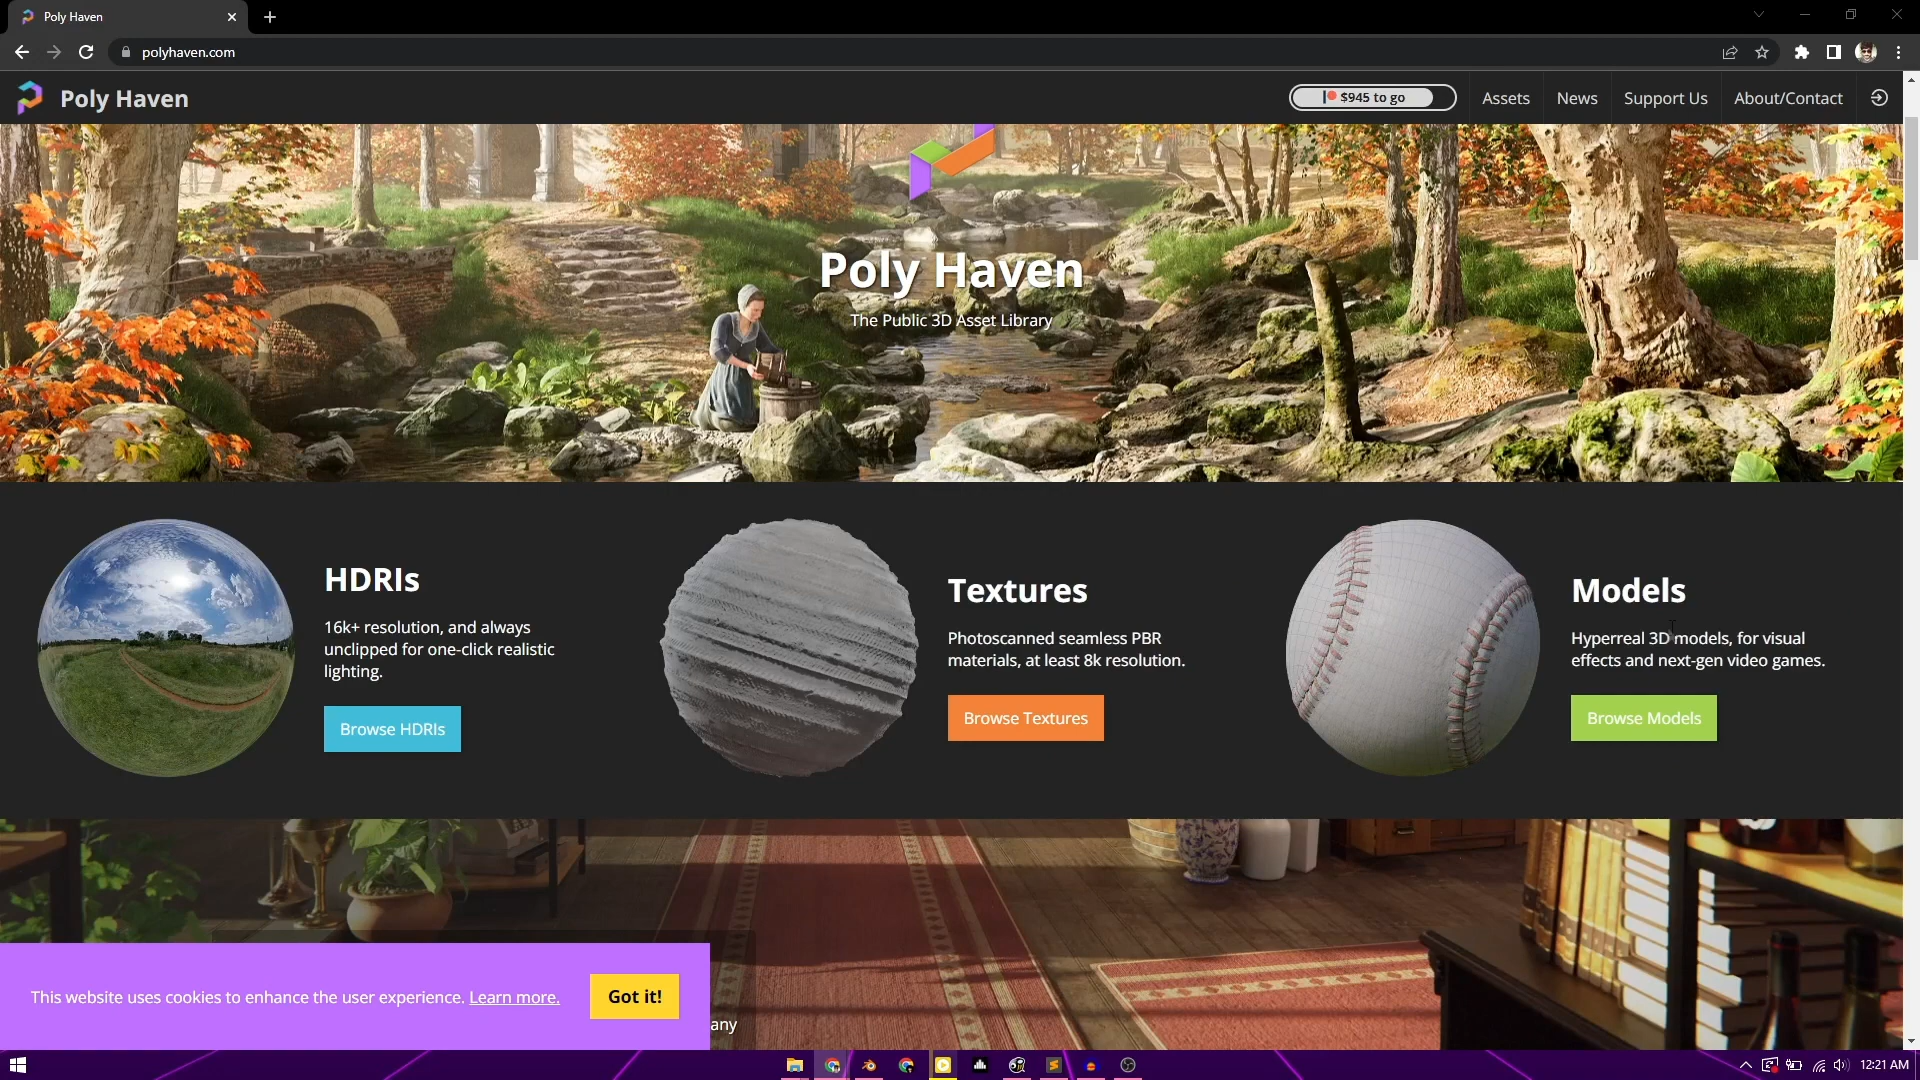 Poly Haven
polyhaven.com
Poly Haven
$945 to go
Assets
News
Support Us
About/Contact
Poly Haven
The Public 3D Asset Library
HDRIs
16k+ resolution, and always
unclipped for one-click realistic
lighting.
Browse HDRIs
Textures
Photoscanned seamless PBR
materials, at least 8k resolution.
Browse Textures
Models
Hyperreal 3D models, for visual
effects and next-gen video games.
Browse Models
This website uses cookies to enhance the user experience. Learn more.
Got it!
any
12:21 AM